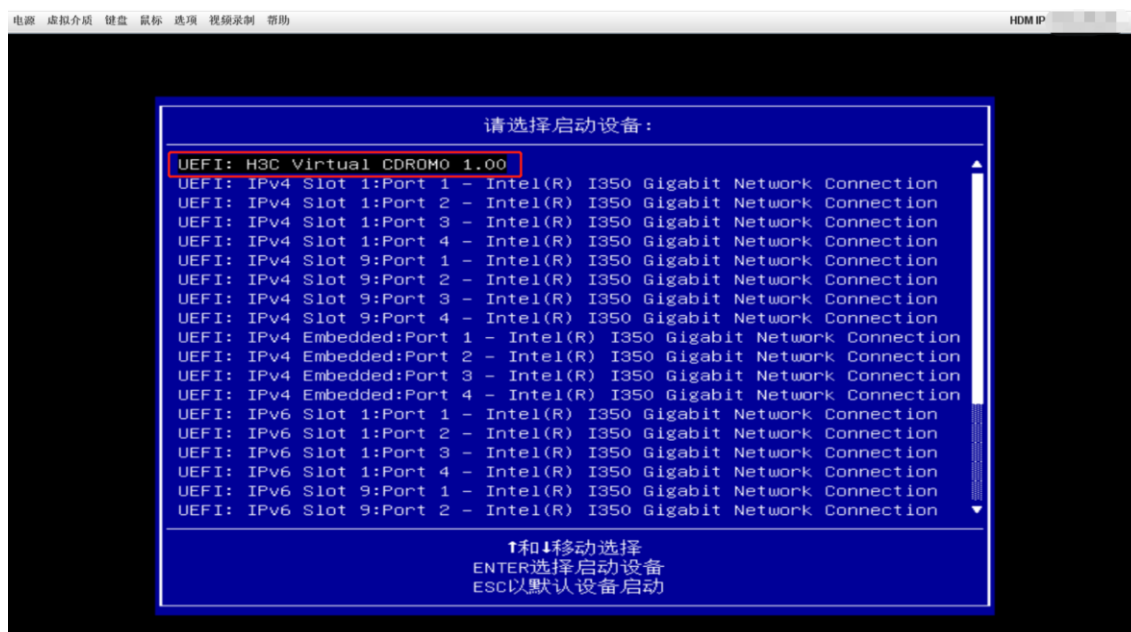 电源 虚拟介质 键盘 鼠标 选项 视频录制 帮助 HDM IP
请选择启动设备:
UEFI: H3C Virtual CDROM0 1.00
UEFI: IPv4 Slot 1:Port 1 - Intel(R) I350 Gigabit Network Connection
UEFI: IPv4 Slot 1:Port 2 - Intel(R) I350 Gigabit Network Connection
UEFI: IPv4 Slot 1:Port 3 - Intel(R) I350 Gigabit Network Connection
UEFI: IPv4 Slot 1:Port 4 - Intel(R) I350 Gigabit Network Connection
UEFI: IPv4 Slot 9:Port 1 - Intel(R) I350 Gigabit Network Connection
UEFI: IPv4 Slot 9:Port 2 - Intel(R) I350 Gigabit Network Connection
UEFI: IPv4 Slot 9:Port 3 - Intel(R) I350 Gigabit Network Connection
UEFI: IPv4 Slot 9:Port 4 - Intel(R) I350 Gigabit Network Connection
UEFI: IPv4 Embedded:Port 1 - Intel(R) I350 Gigabit Network Connection
UEFI: IPv4 Embedded:Port 2 - Intel(R) I350 Gigabit Network Connection
UEFI: IPv4 Embedded:Port 3 - Intel(R) I350 Gigabit Network Connection
UEFI: IPv4 Embedded:Port 4 - Intel(R) I350 Gigabit Network Connection
UEFI: IPv6 Slot 1:Port 1 - Intel(R) I350 Gigabit Network Connection
UEFI: IPv6 Slot 1:Port 2 - Intel(R) I350 Gigabit Network Connection
UEFI: IPv6 Slot 1:Port 3 - Intel(R) I350 Gigabit Network Connection
UEFI: IPv6 Slot 1:Port 4 - Intel(R) I350 Gigabit Network Connection
UEFI: IPv6 Slot 9:Port 1 - Intel(R) I350 Gigabit Network Connection
UEFI: IPv6 Slot 9:Port 2 - Intel(R) I350 Gigabit Network Connection
↑和↓移动选择
ENTER选择启动设备
ESC以默认设备启动